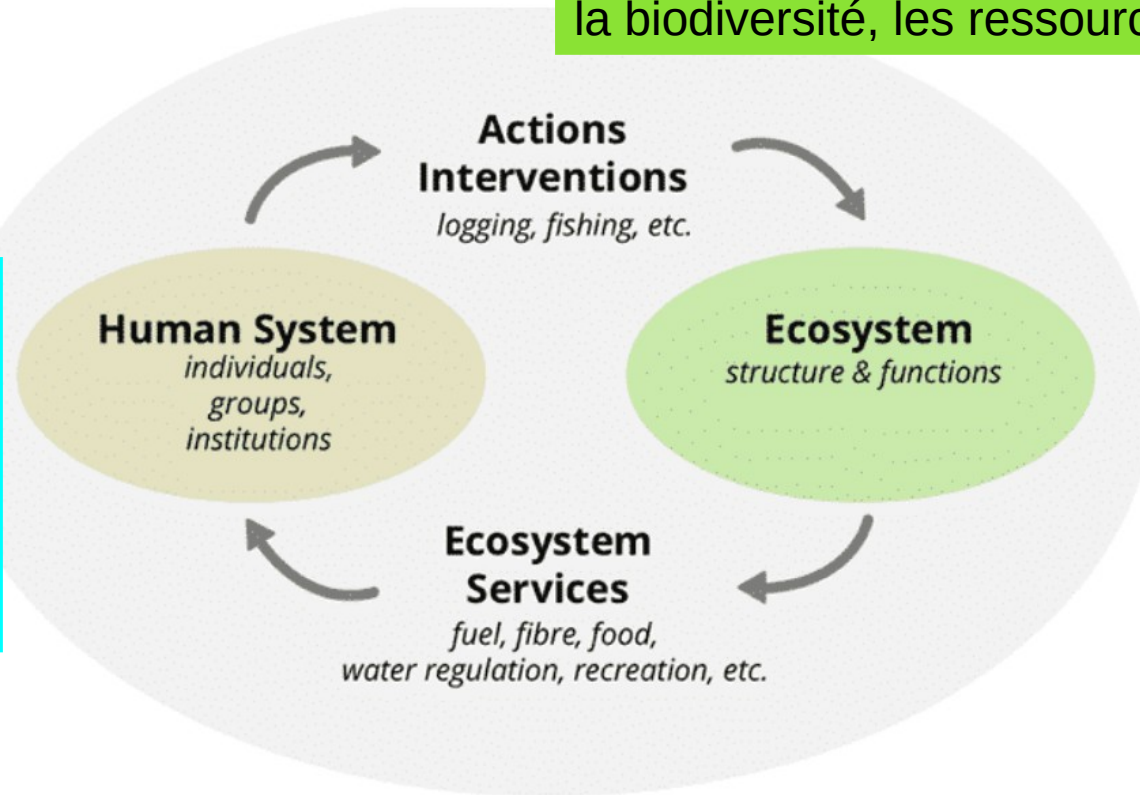 la biodiversité, les
Actions
Interventions
logging, fishing, etc.
Human System
individuals,
groups,
institutions
Ecosystem
structure & functions
Ecosystem
Services
fuel, fibre, food,
water regulation, recreation, etc.